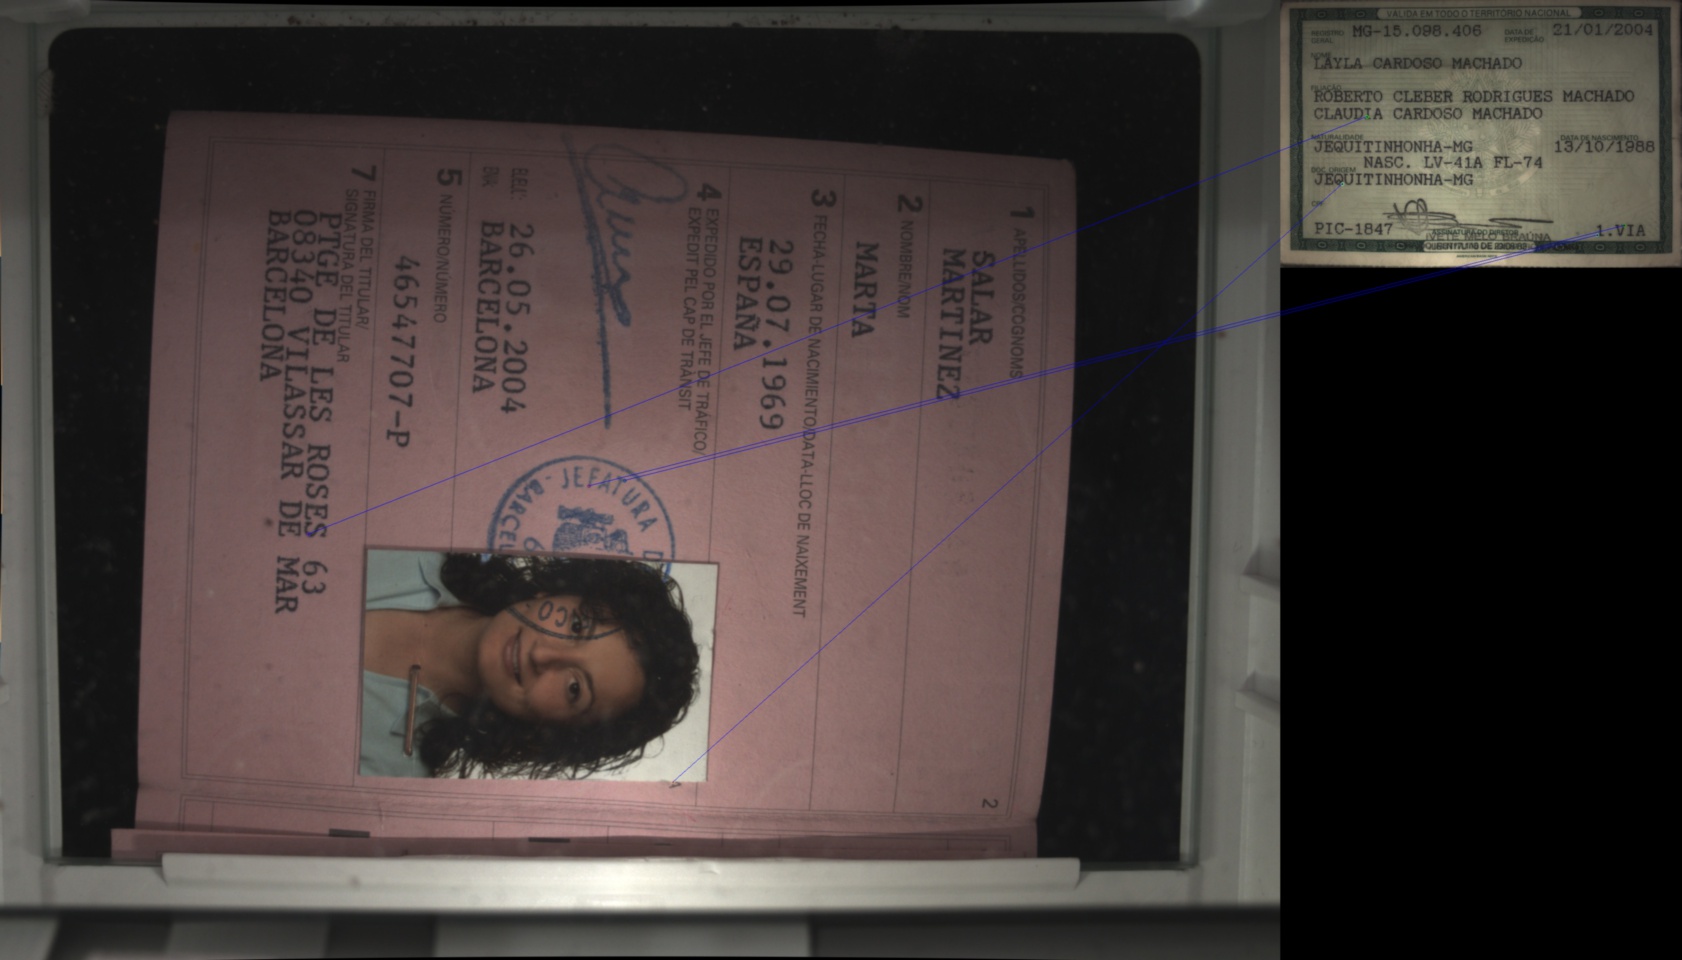 1 APELLIDOS/COGNOMS
SALAR
MARTINEZ
2 NOMBRE/NOM
MARTA
3 FECHA-LUGAR DE NACIMIENTO/DATA-LLOC DE NAIXEMENT
29.07.1969
ESPAÑA
4 EXPEDIDO POR EL JEFE DE TRÁFICO/
EXPEDIT PEL CAP DE TRÀNSIT
26.05.2004
BARCELONA
5 NUMERO/NÚMERO
46547707-P
7 FIRMA DEL TITULAR/
SIGNATURA DEL TITULAR
PTGE DE LES ROSES 63
08340 VILASSAR DE MAR
BARCELONA
JEFATURA
2
VÁLIDA EM TODO O TERRITÓRIO NACIONAL
REGISTRO GERAL MG-15.098.406 DATA DE EXPEDIÇÃO 21/01/2004
NOME
LAYLA CARDOSO MACHADO
FILIAÇÃO
ROBERTO CLEBER RODRIGUES MACHADO
CLAUDIA CARDOSO MACHADO
NATURALIDADE DATA DE NASCIMENTO
JEQUITINHONHA-MG 13/10/1988
NASC. LV-41A FL-74
DOC. ORIGEM
JEQUITINHONHA-MG
PIC-1847 1.VIA
ASSINATURA DO DIRETOR
IVETE MELO BRAUNA